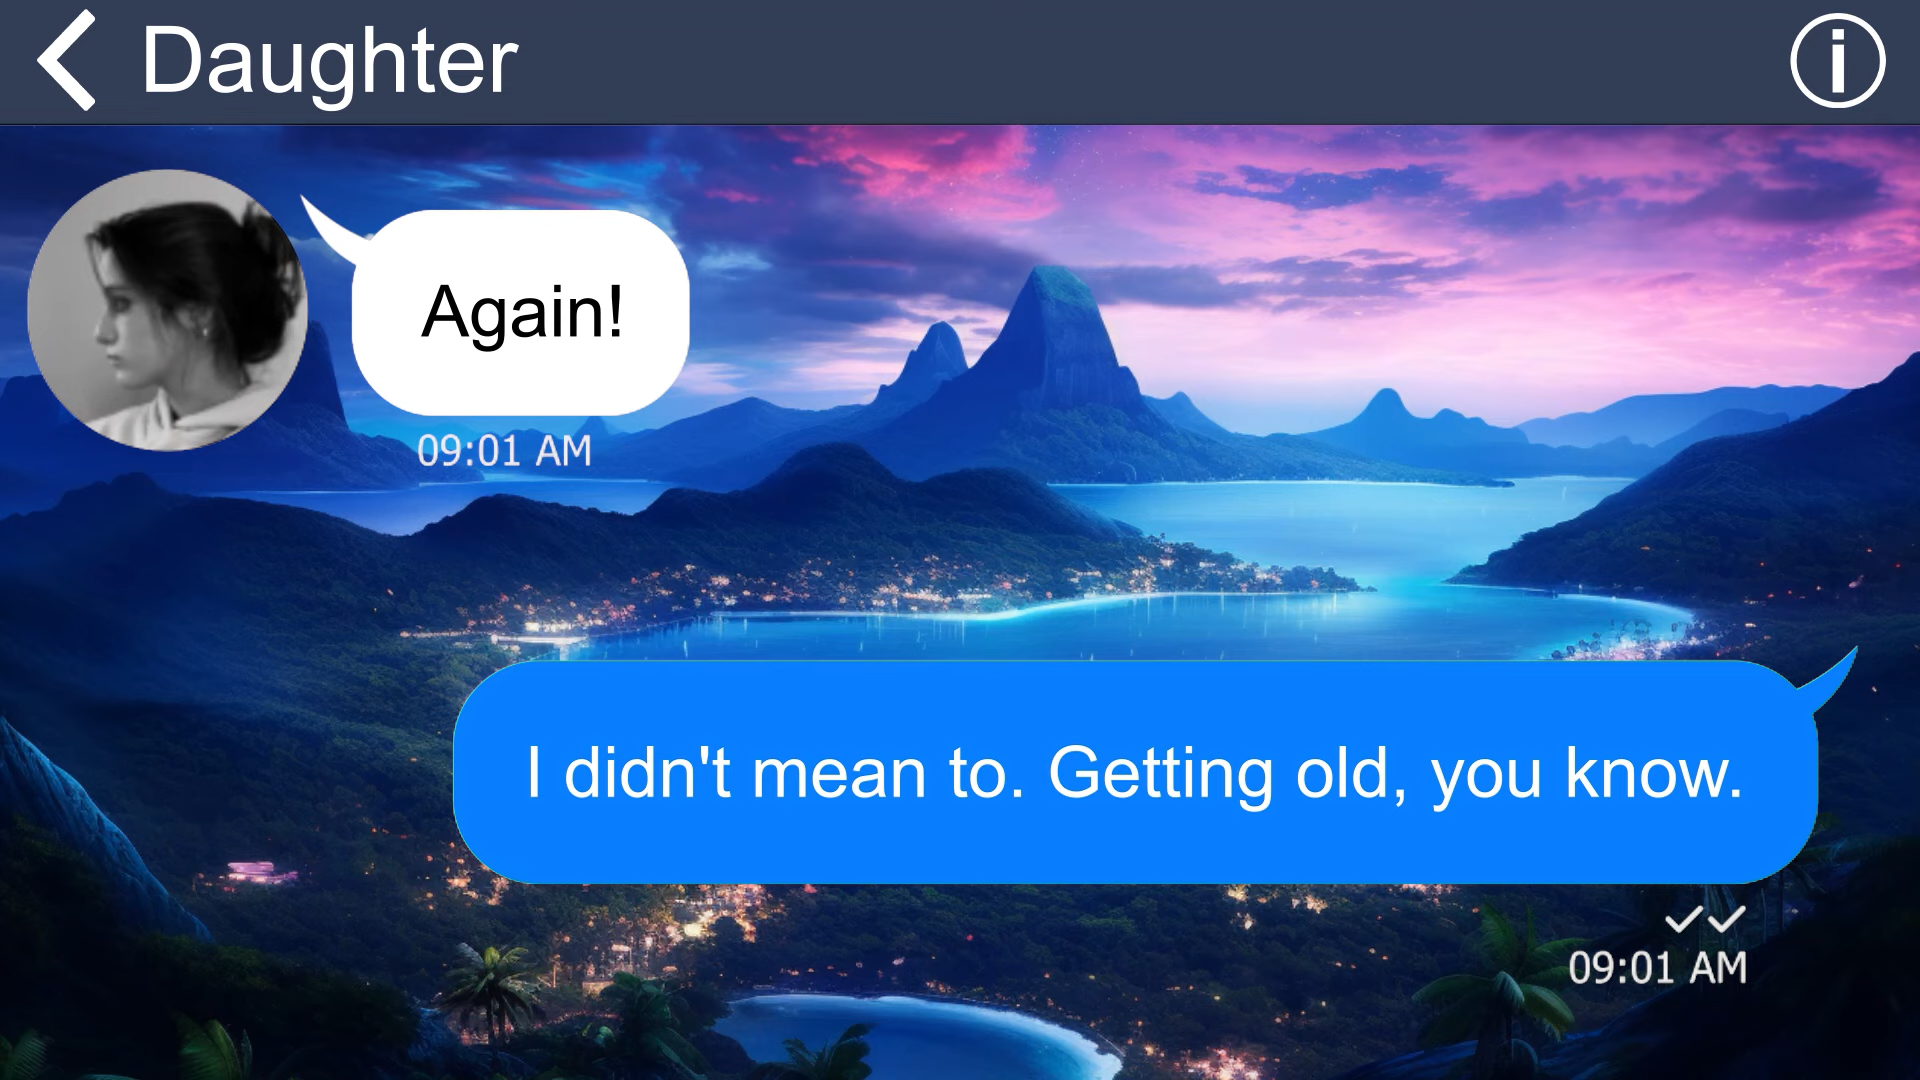 Daughter
Again!
09:01 AM
I didn't mean to. Getting old, you know.
09:01 AM